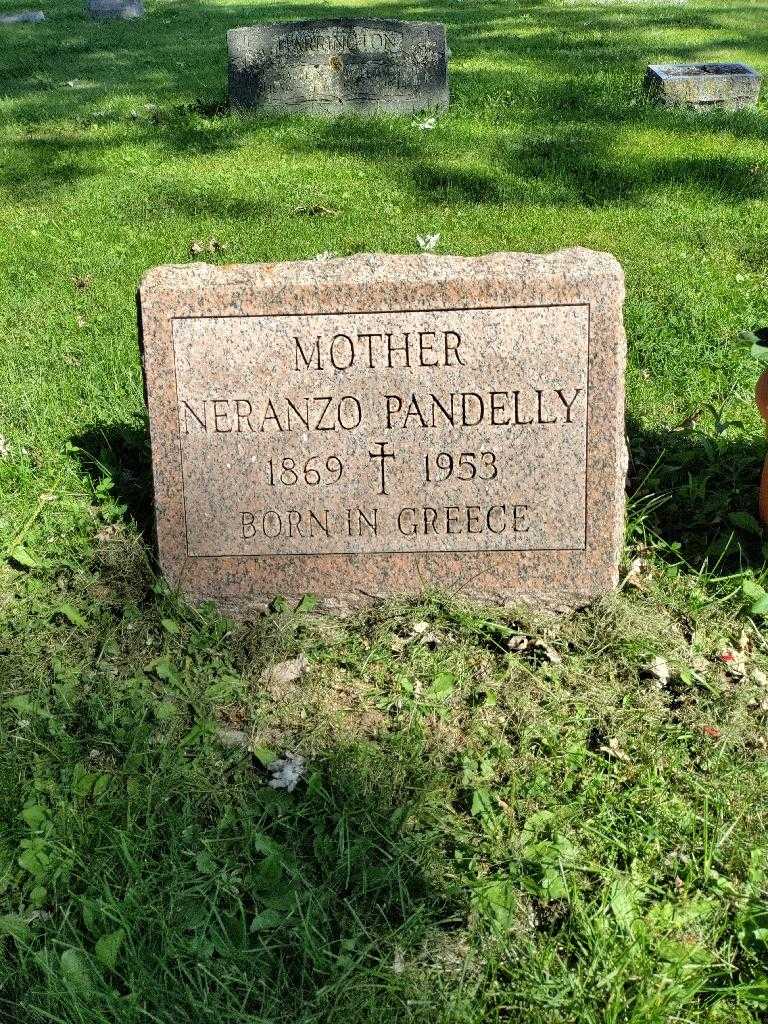 MOTHER
NERANZO PANDELLY
1869 1953
BORN IN GREECE